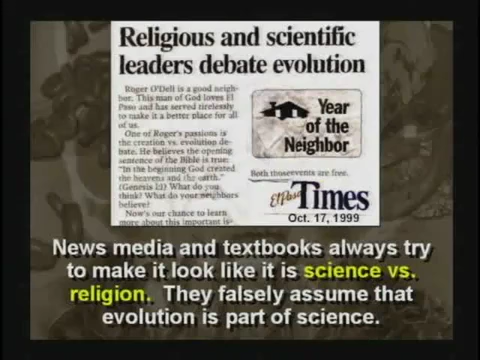 Religious and scientific
leaders debate evolution
Roger O'Dell is a good neigh-
bor. This man of God loves El
Paso and has served tirelessly
to make it a better place for all
of us.
One of Roger's passions is
the creation vs. evolution de-
bate. He believes the opening
sentence of the Bible is true:
"In the beginning God created
the heavens and the earth."
(Genesis 1:1) What do you
think? What do your neighbors
believe?
Now's our chance to learn
more about this important is-
Year
of the
Neighbor
Both those events are free.
El Paso Times
Oct. 17, 1999
News media and textbooks always try
to make it look like it is science vs.
religion. They falsely assume that
evolution is part of science.